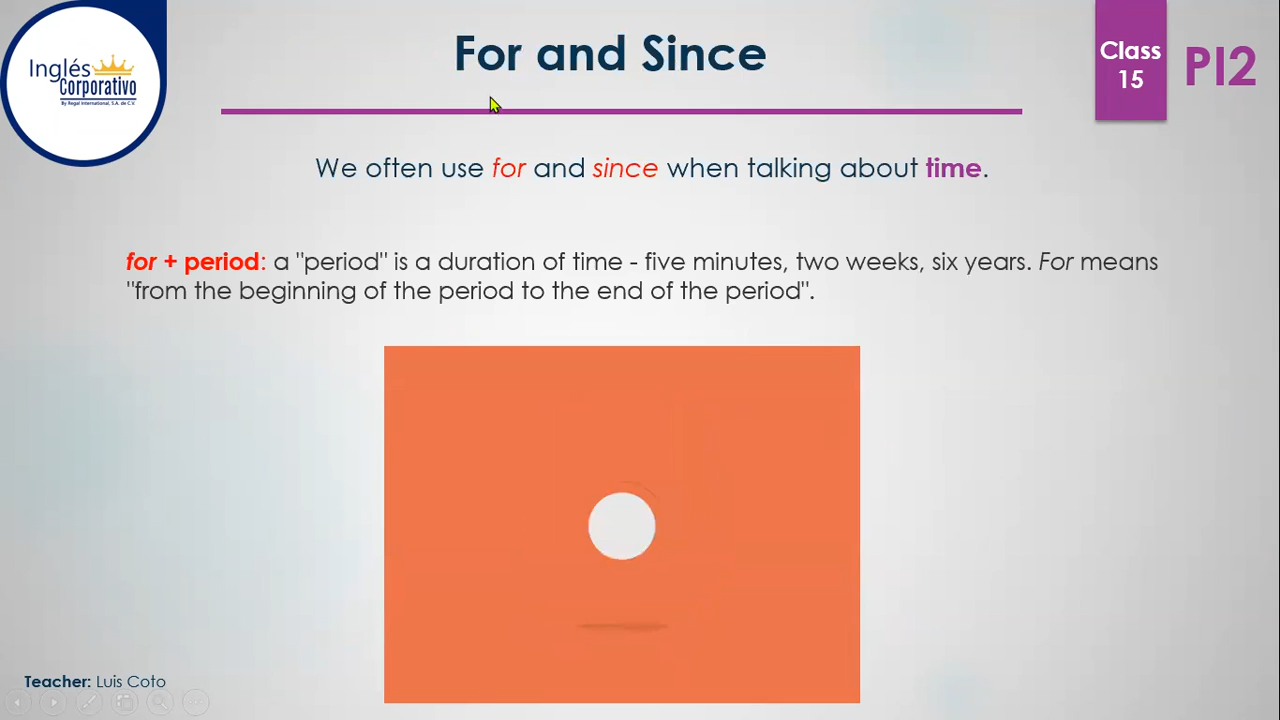 Inglés
Corporativo
By Regal International, S.A. de C.V.
For and Since
Class
15
PI2
We often use for and since when talking about time.
for + period: a "period" is a duration of time - five minutes, two weeks, six years. For means
"from the beginning of the period to the end of the period".
Teacher: Luis Coto